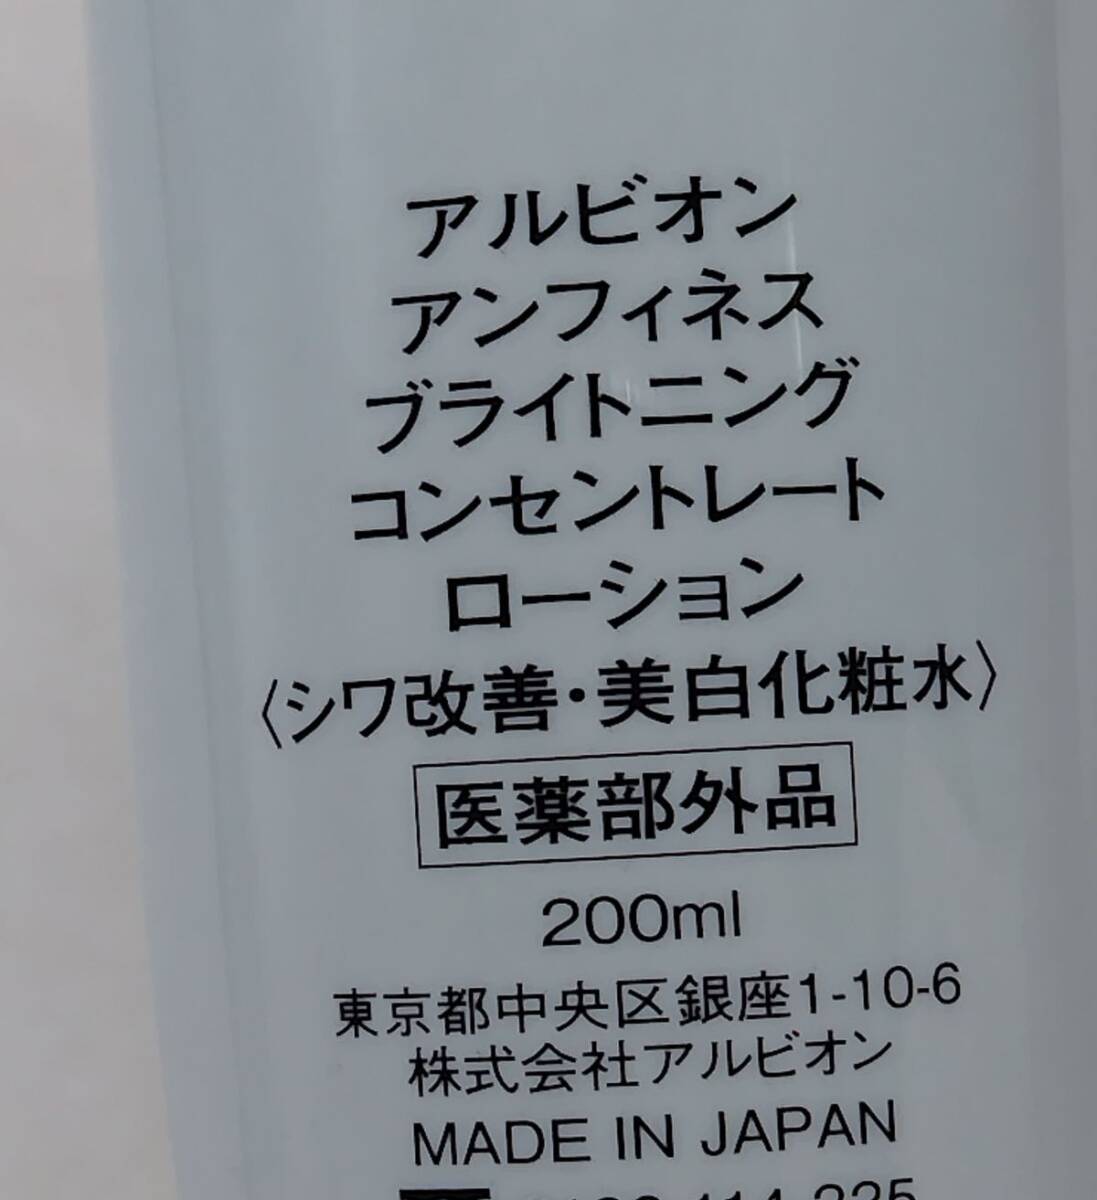 アルビオン
アンフィネス
ブライトニング
コンセントレート
ローション
〈シワ改善・美白化粧水〉
医薬部外品
200ml
東京都中央区銀座1-10-6
株式会社アルビオン
MADE IN JAPAN